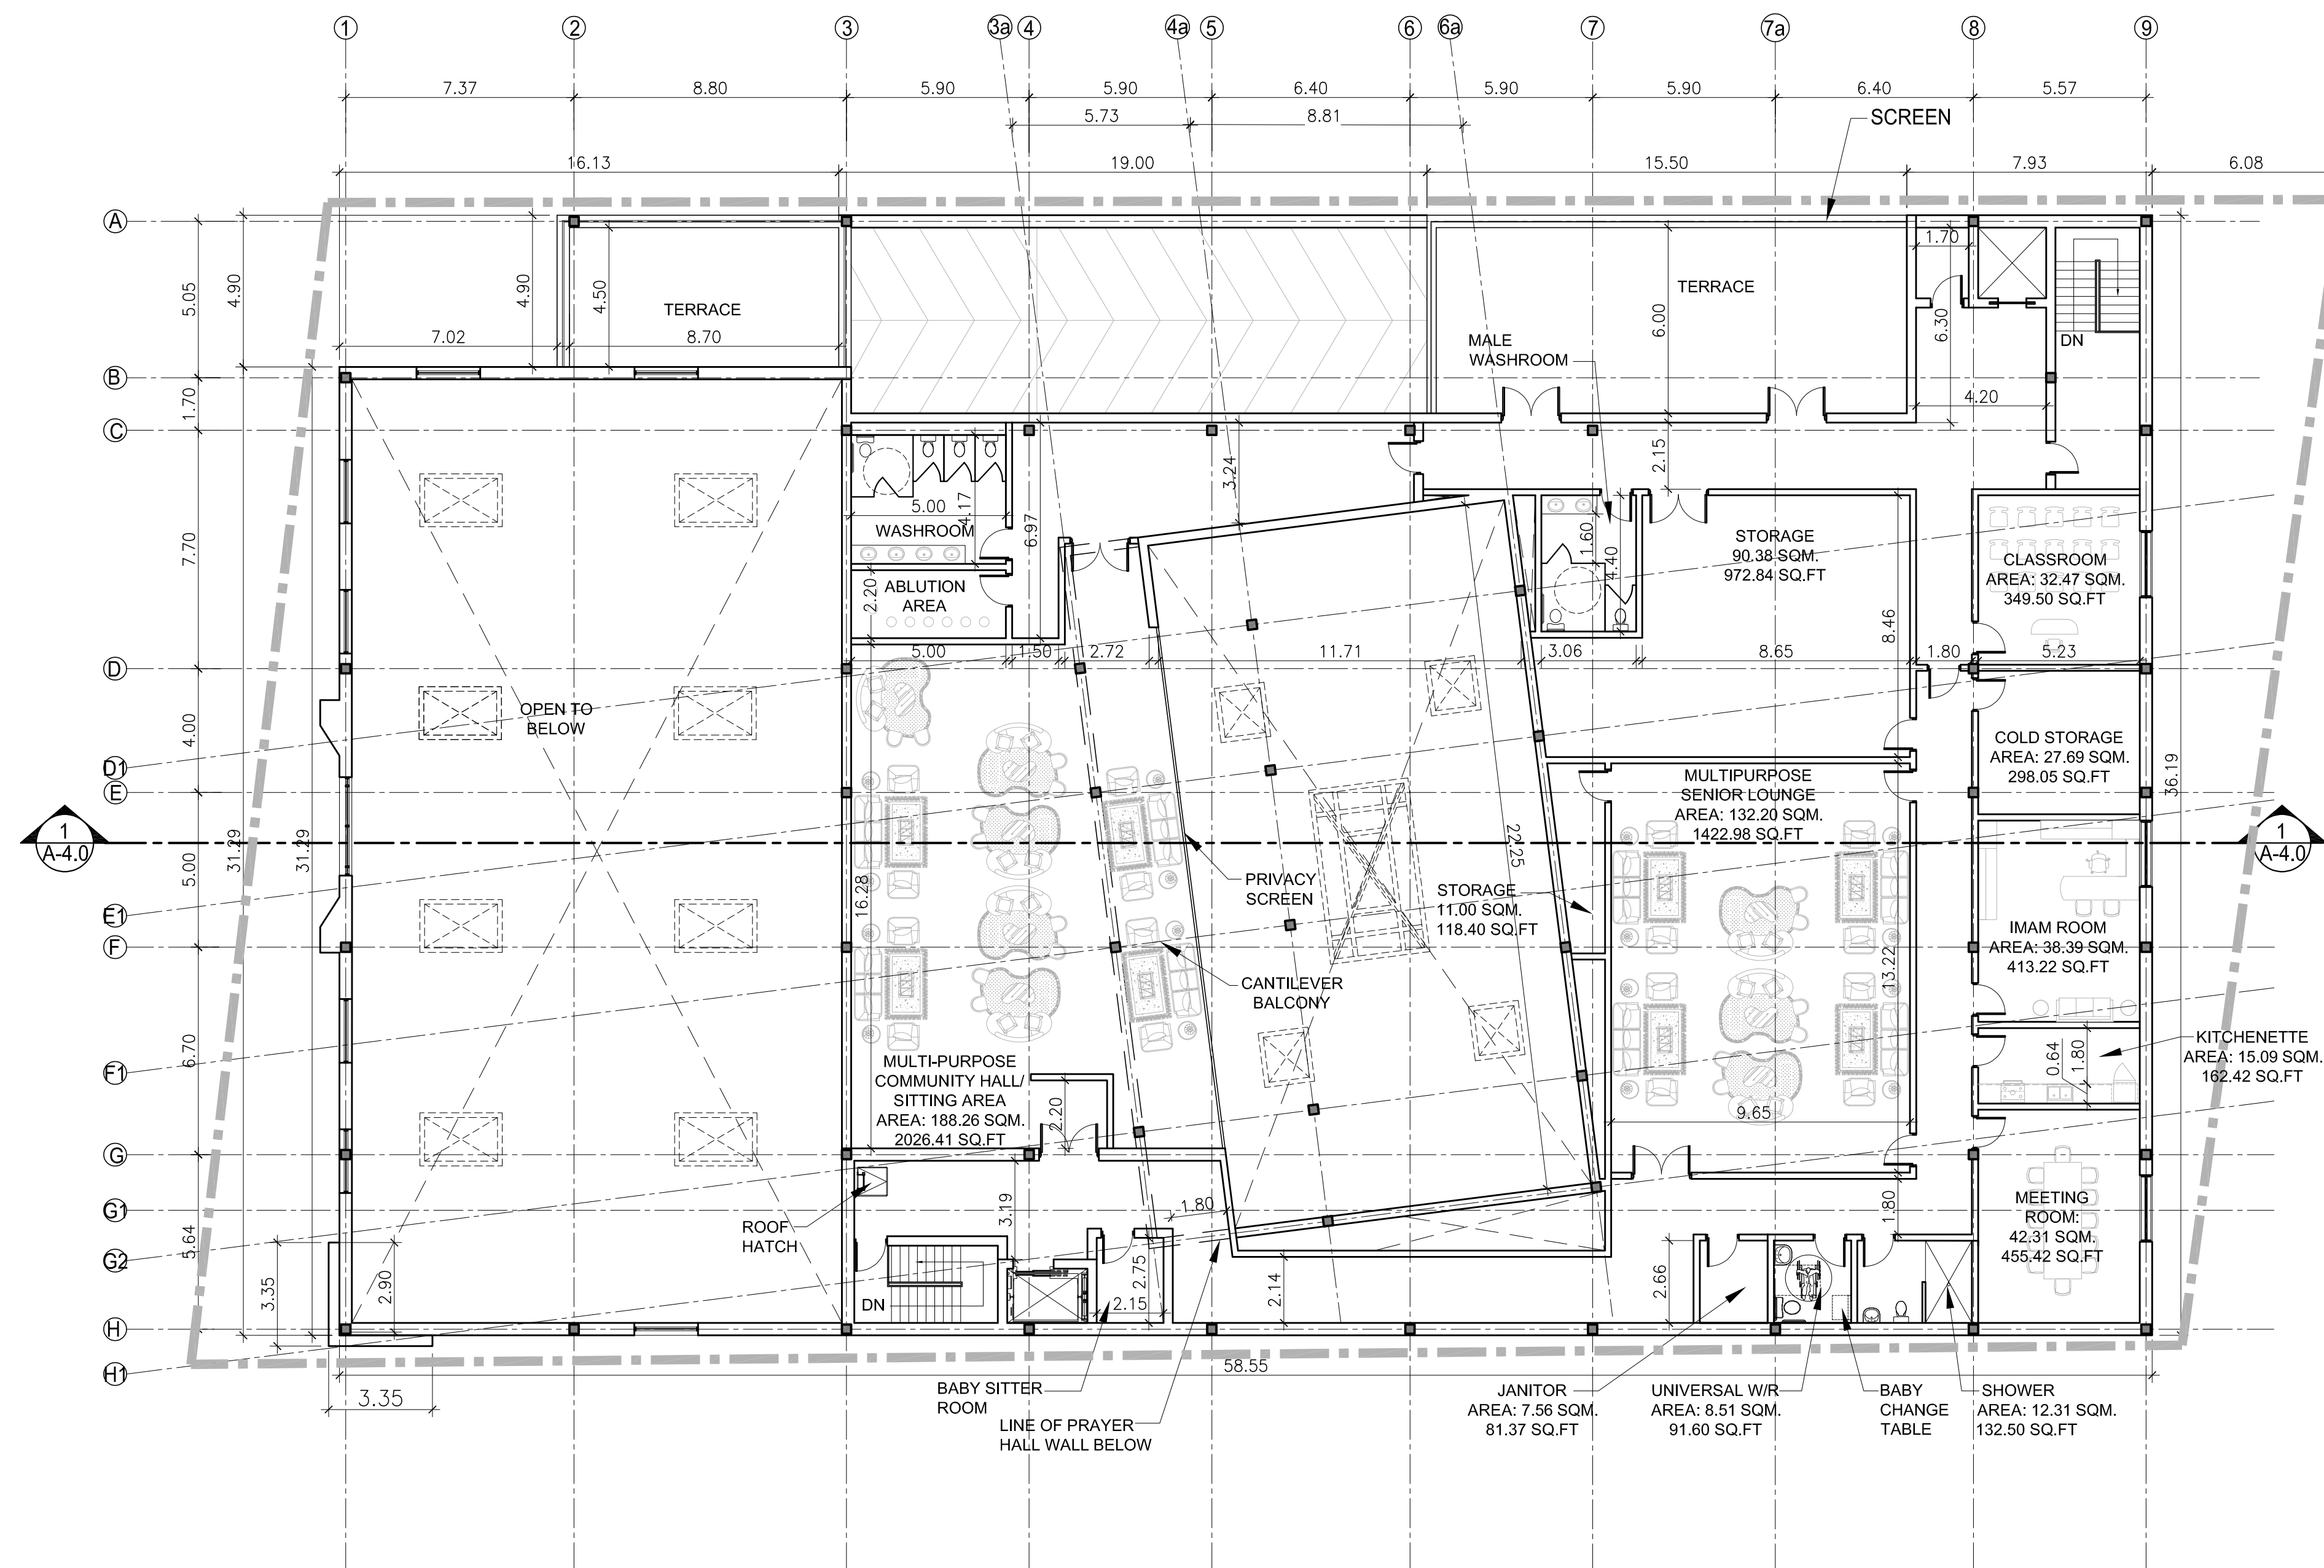 1 2 3 3a 4 4a 5 6 6a 7 7a 8 9
7.37 8.80 5.90 5.90 6.40 5.90 5.90 6.40 5.57
5.73 8.81
SCREEN
16.13 19.00 15.50 7.93 6.08
A
B
C
D
D1
E
E1
F
F1
G
G1
G2
H
H1
5.05
1.70
7.70
4.00
5.00
6.70
5.64
4.90
31.29
4.90
31.29
4.50
TERRACE
7.02
8.70
TERRACE
6.00
MALE
WASHROOM
1.70
6.30
DN
4.20
3.24
2.15
5.00
4.17
WASHROOM
6.97
2.20
ABLUTION
AREA
1.60
4.40
STORAGE
90.38 SQM.
972.84 SQ.FT
CLASSROOM
AREA: 32.47 SQM.
349.50 SQ.FT
8.46
5.00 1.50 2.72 11.71 3.06 8.65 1.80 5.23
OPEN TO
BELOW
COLD STORAGE
AREA: 27.69 SQM.
298.05 SQ.FT
36.19
MULTIPURPOSE
SENIOR LOUNGE
AREA: 132.20 SQM.
1422.98 SQ.FT
1
A-4.0
1
A-4.0
16.28
22.25
PRIVACY
SCREEN
STORAGE
11.00 SQM.
118.40 SQ.FT
13.22
IMAM ROOM
AREA: 38.39 SQM.
413.22 SQ.FT
CANTILEVER
BALCONY
KITCHENETTE
AREA: 15.09 SQM.
162.42 SQ.FT
0.64
1.80
MULTI-PURPOSE
COMMUNITY HALL/
SITTING AREA
AREA: 188.26 SQM.
2026.41 SQ.FT
2.20
9.65
ROOF
HATCH
3.19
1.80
1.80
MEETING
ROOM:
42.31 SQM.
455.42 SQ.FT
3.35
2.90
DN
2.75
2.15
2.14
2.66
58.55
3.35
BABY SITTER
ROOM
LINE OF PRAYER
HALL WALL BELOW
JANITOR
AREA: 7.56 SQM.
81.37 SQ.FT
UNIVERSAL W/R
AREA: 8.51 SQM.
91.60 SQ.FT
BABY
CHANGE
TABLE
SHOWER
AREA: 12.31 SQM.
132.50 SQ.FT